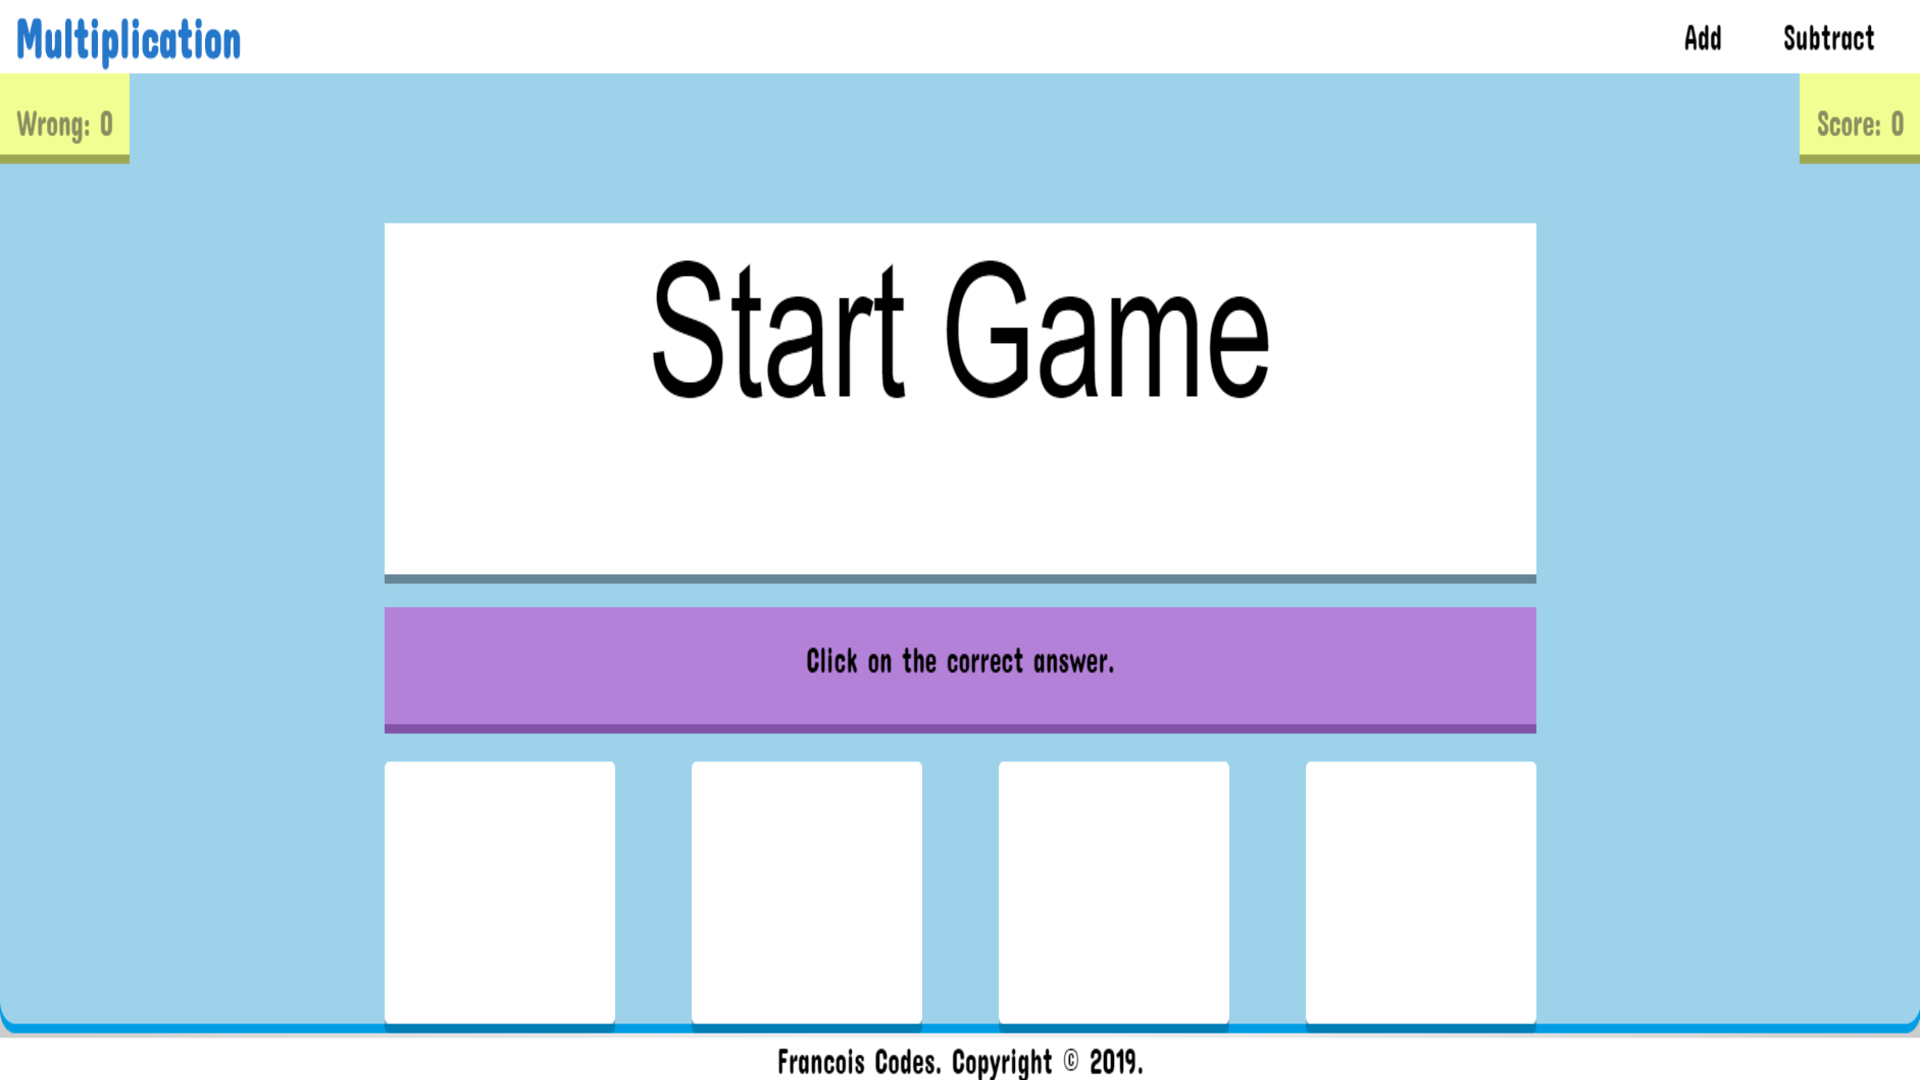 Multiplication
Add
Subtract
Wrong: 0
Score: 0
Start Game
Click on the correct answer.
Francois Codes. Copyright © 2019.